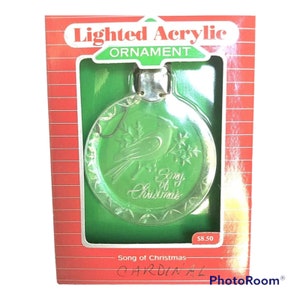 Lighted Acrylic
ORNAMENT
Song
of
Christmas
$8.50
Song of Christmas
CARDINAL
PhotoRoom®